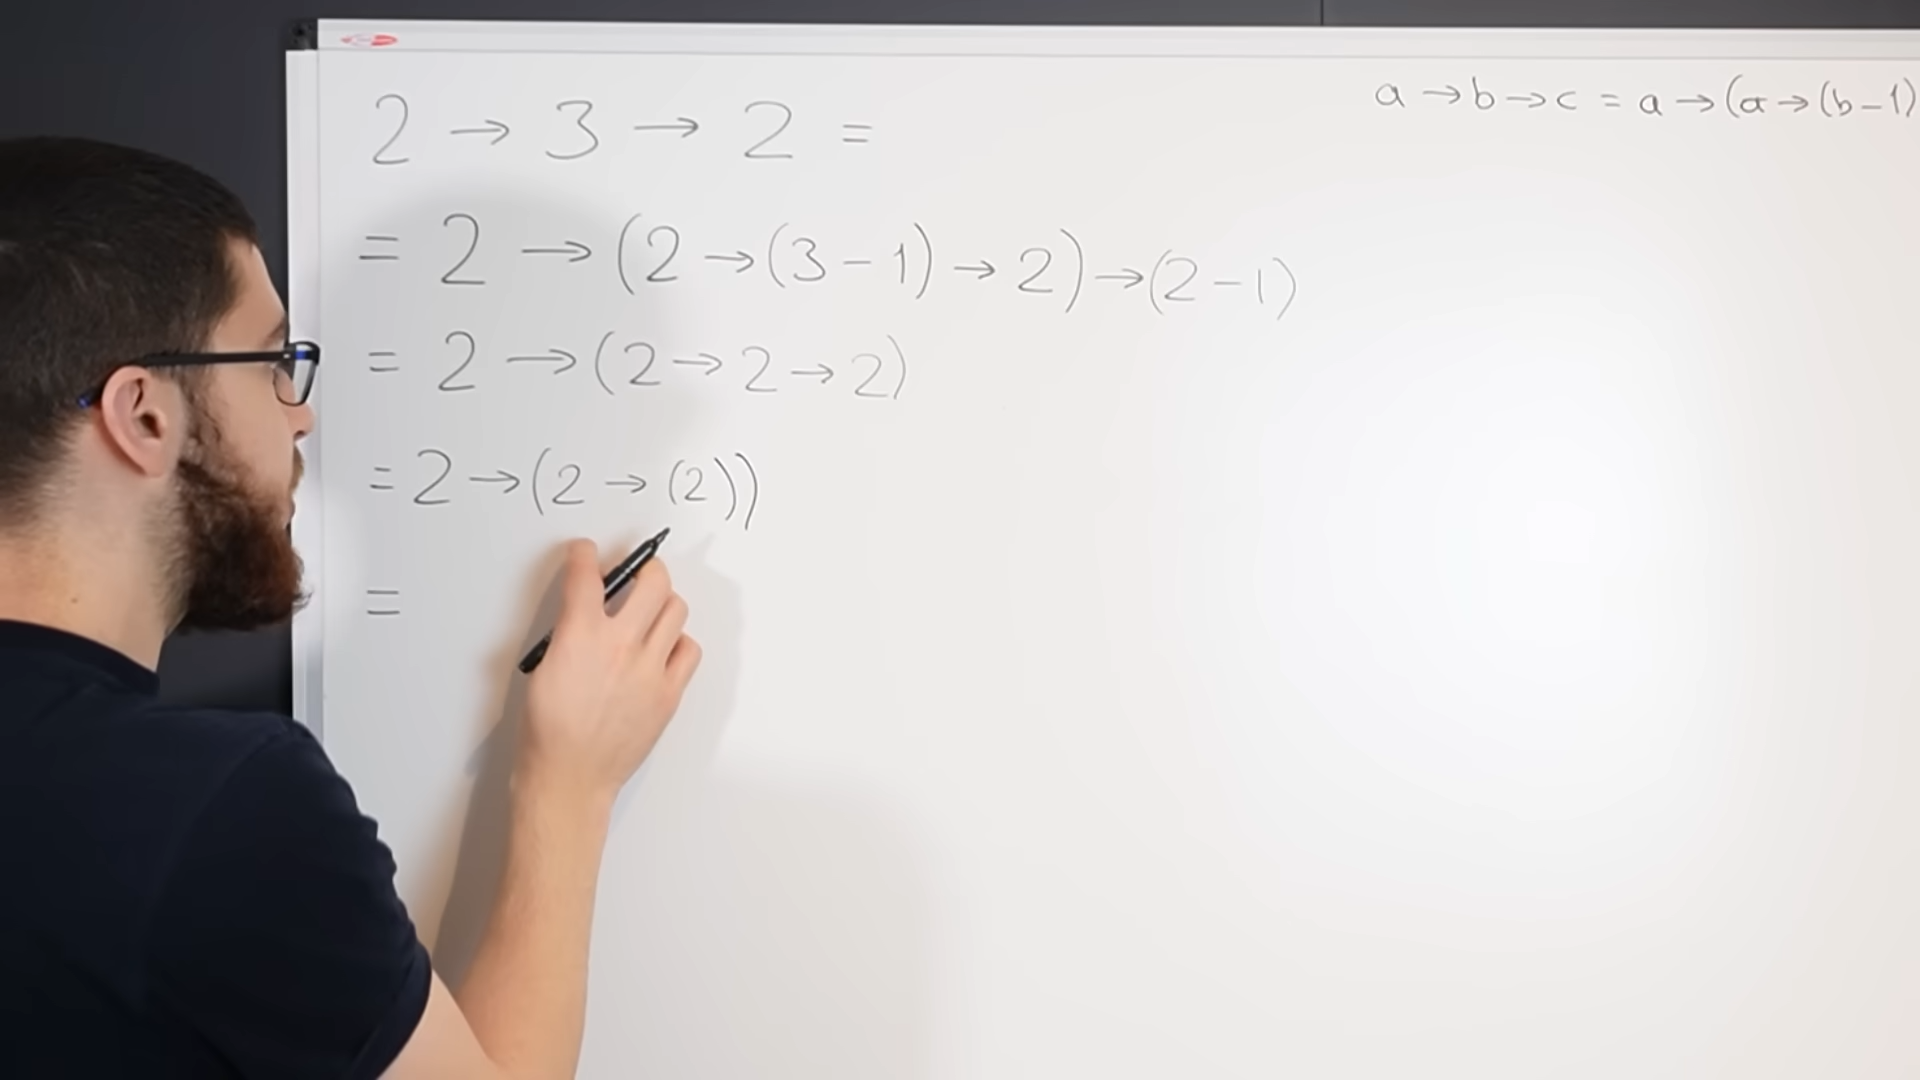 2 → 3 → 2 =
a → b → c = a → (a → (b - 1)
= 2 → (2 → (3 - 1) → 2) → (2 - 1)
= 2 → (2 → 2 → 2)
= 2 → (2 → (2))
=